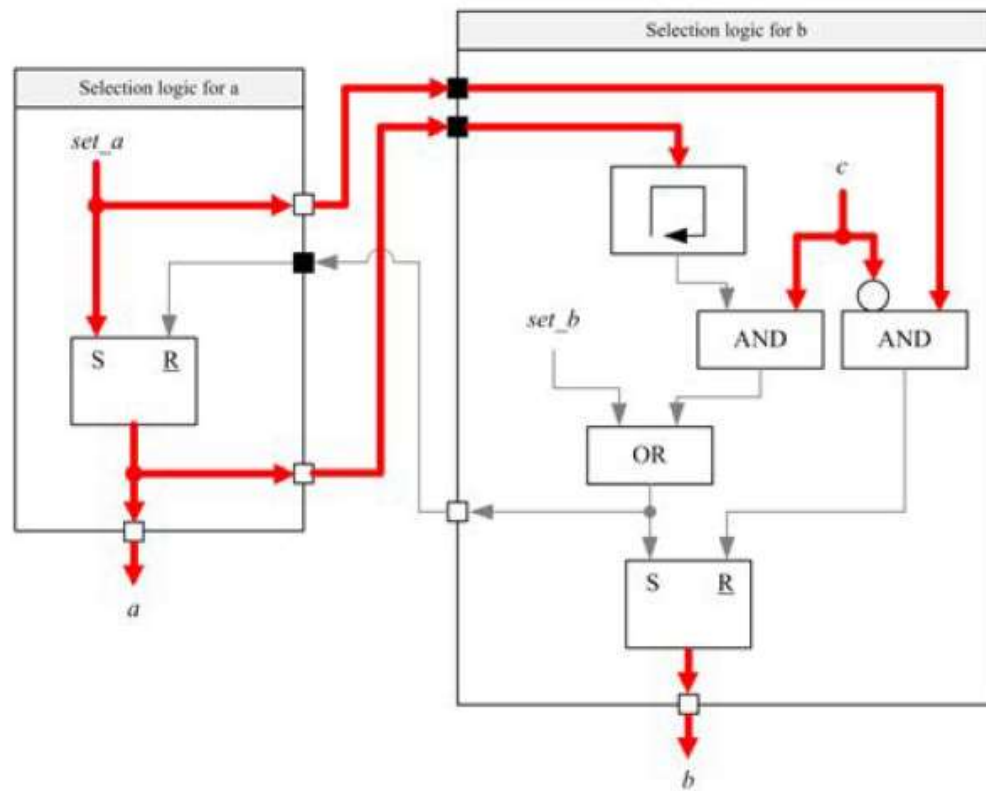 Selection logic for b
Selection logic for a
set_a
c
set_b
AND
AND
S R
OR
S R
a
b